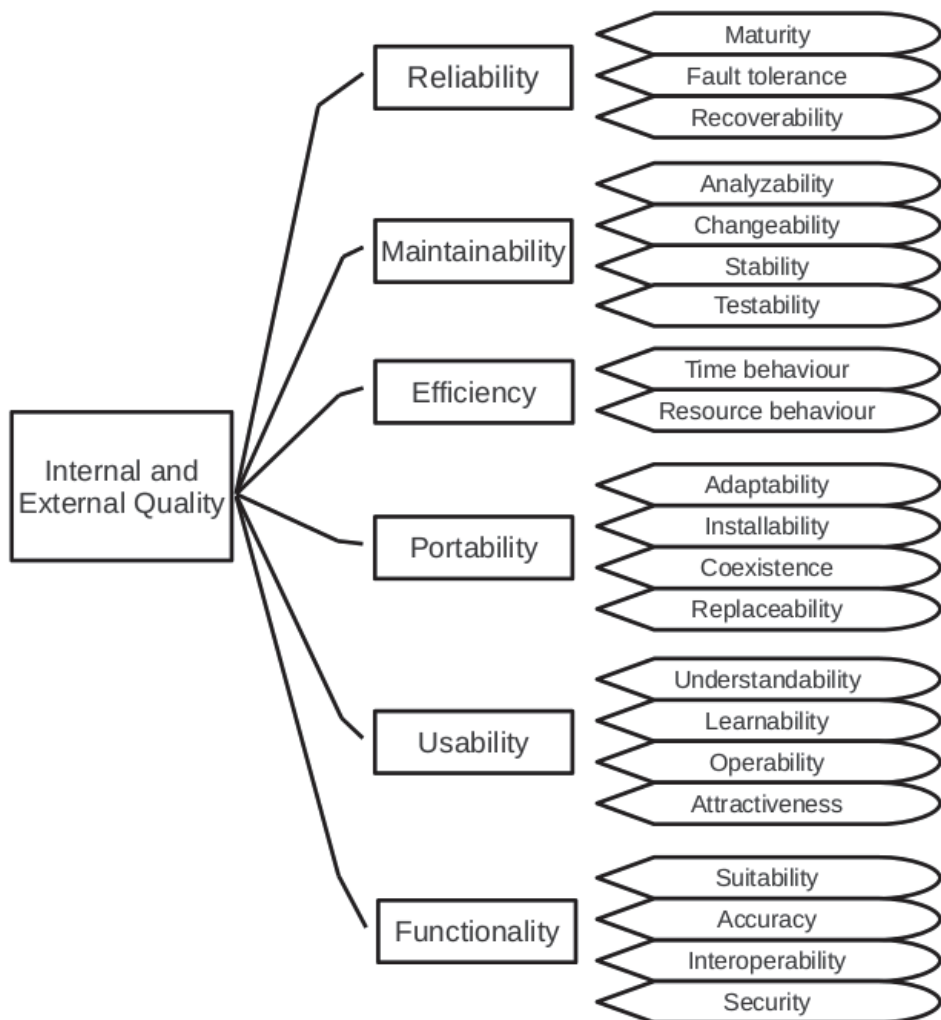 Internal and
External Quality
Reliability
Maturity
Fault tolerance
Recoverability
Maintainability
Analyzability
Changeability
Stability
Testability
Efficiency
Time behaviour
Resource behaviour
Portability
Adaptability
Installability
Coexistence
Replaceability
Usability
Understandability
Learnability
Operability
Attractiveness
Functionality
Suitability
Accuracy
Interoperability
Security